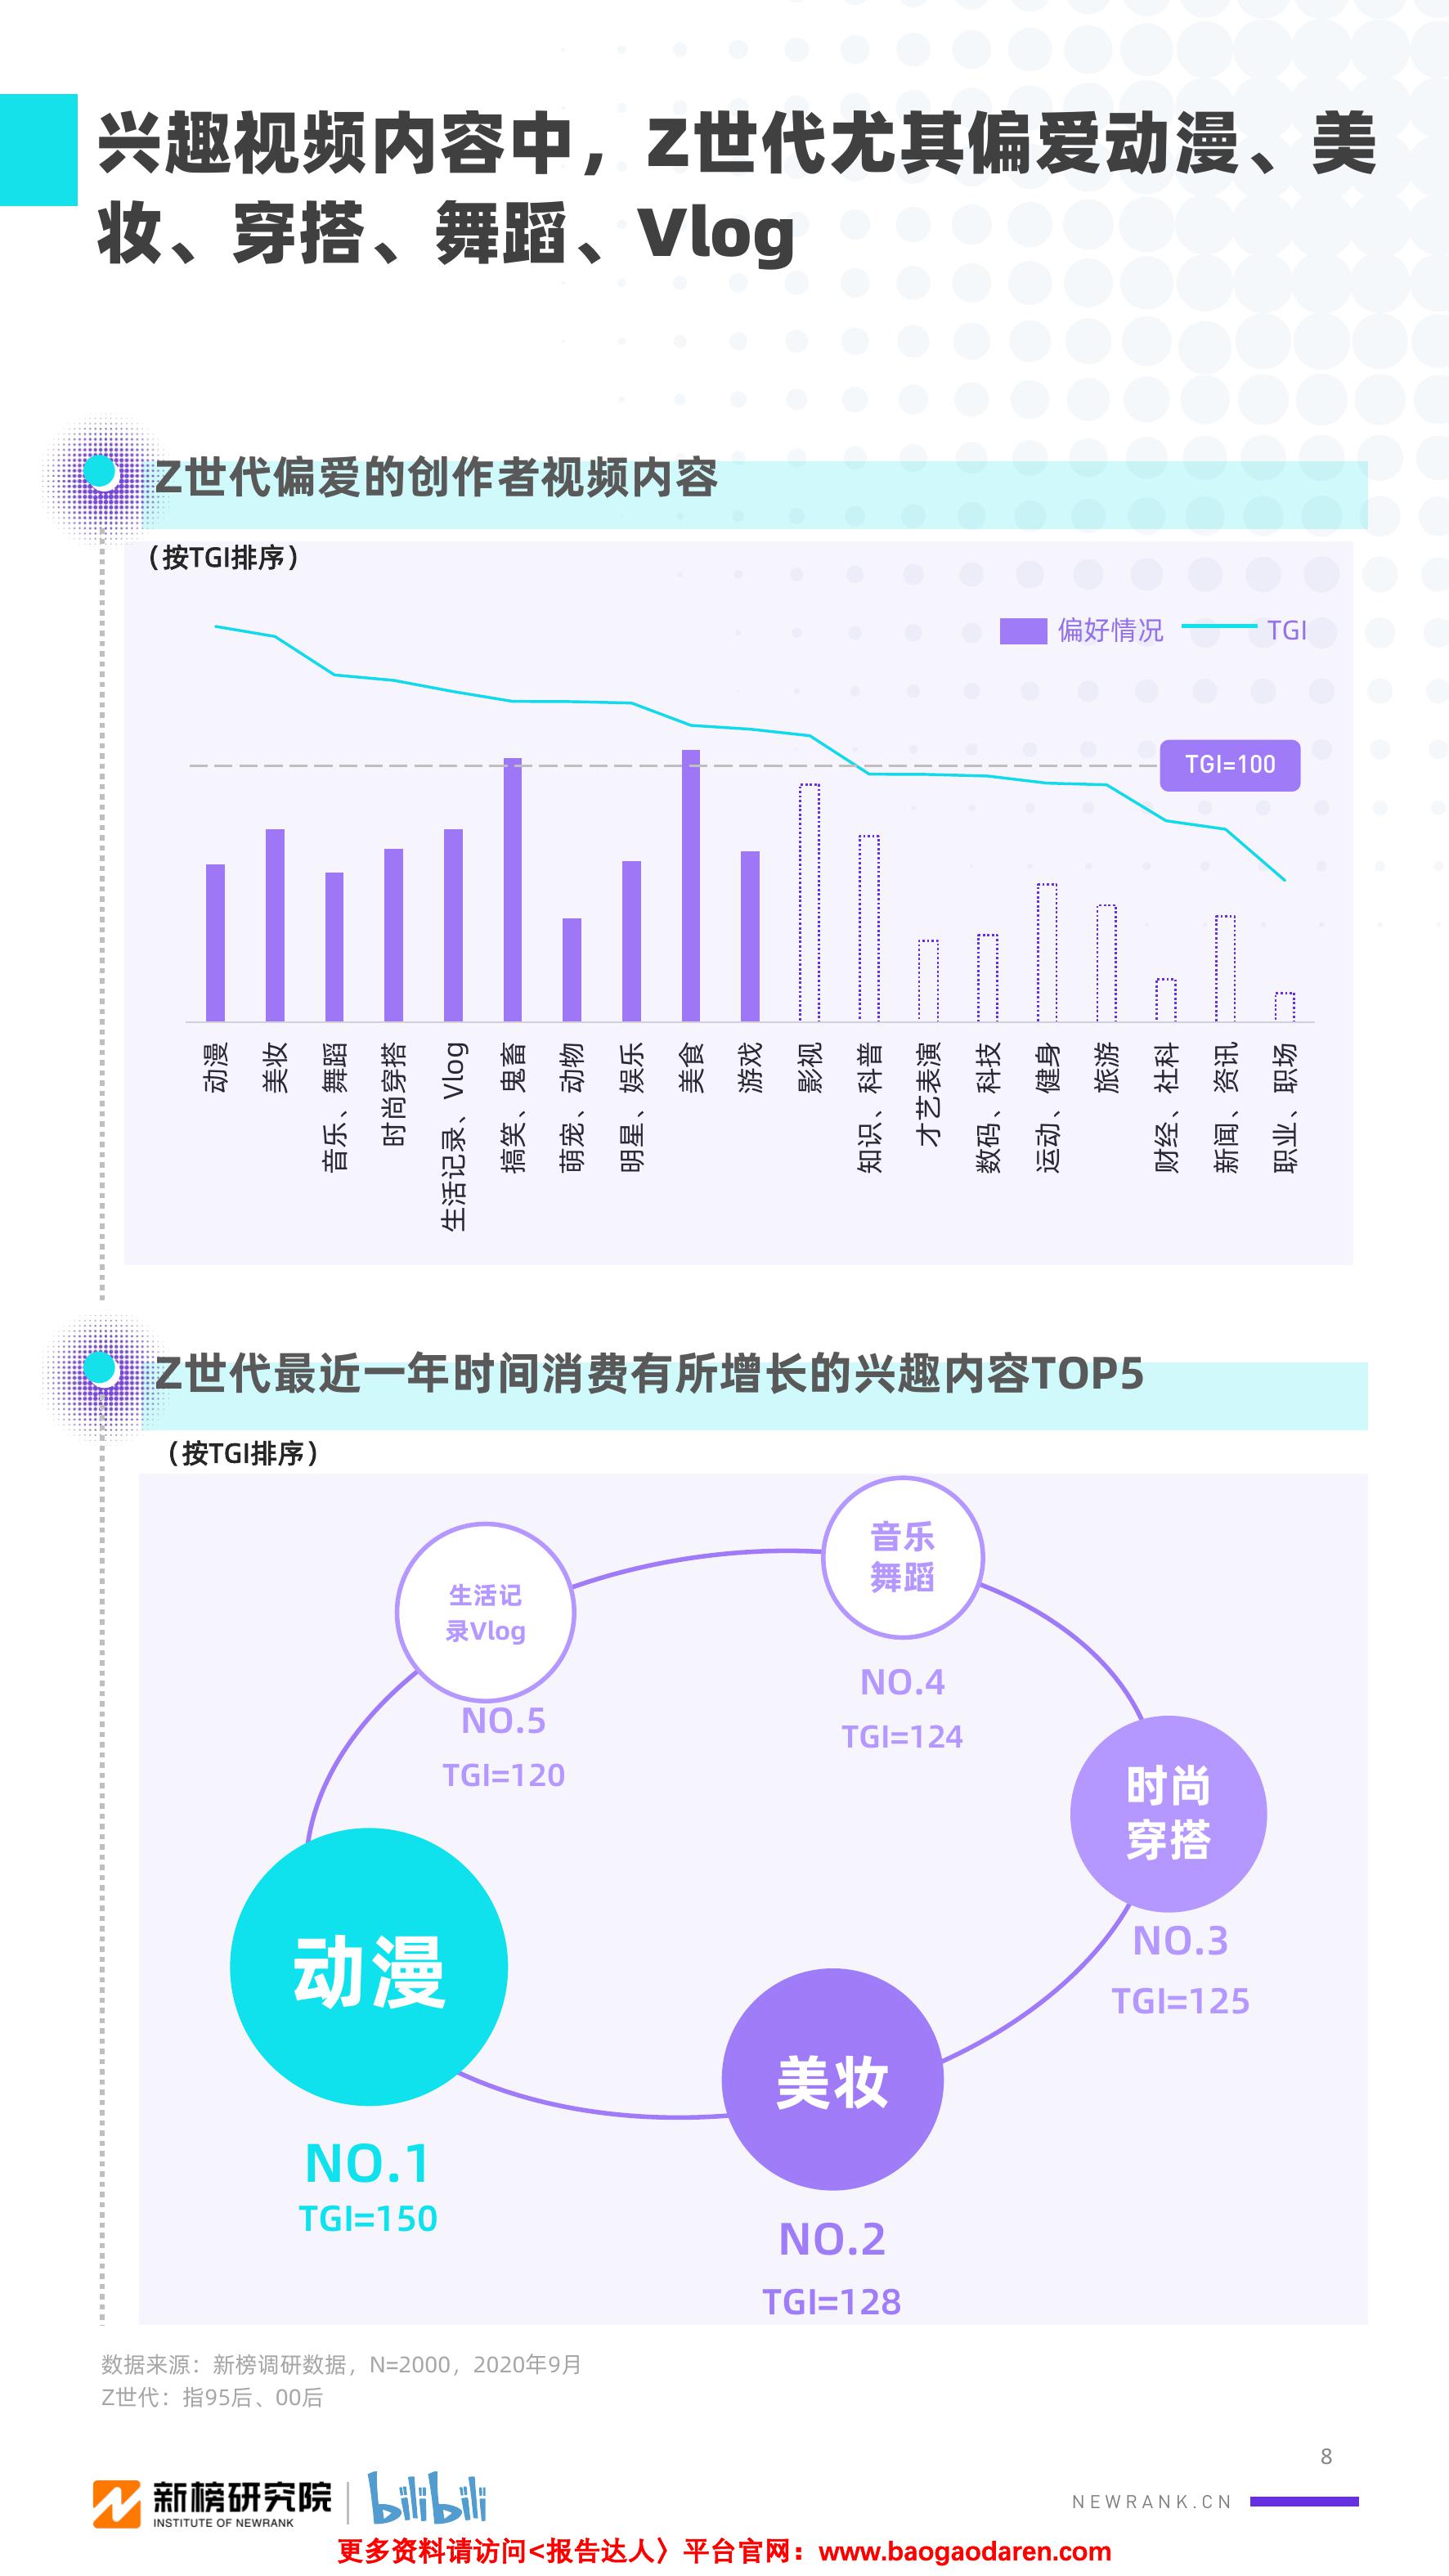 兴趣视频内容中，Z世代尤其偏爱动漫、美
妆、穿搭、舞蹈、Vlog
Z世代偏爱的创作者视频内容
（按TGI排序）
偏好情况
TGI
TGI=100
动漫
美妆
音乐、舞蹈
时尚穿搭
生活记录、Vlog
搞笑、鬼畜
萌宠、动物
明星、娱乐
美食
游戏
影视
知识、科普
才艺表演
数码、科技
运动、健身
旅游
财经、社科
新闻、资讯
职业、职场
Z世代最近一年时间消费有所增长的兴趣内容TOP5
（按TGI排序）
音乐
舞蹈
NO.4
TGI=124
生活记
录Vlog
NO.5
TGI=120
时尚
穿搭
NO.3
TGI=125
动漫
NO.1
TGI=150
美妆
NO.2
TGI=128
数据来源：新榜调研数据，N=2000，2020年9月
Z世代：指95后、00后
8
新榜研究院
INSTITUTE OF NEWRANK
bilibili
NEWRANK.CN
更多资料请访问<报告达人〉平台官网：www.baogaodaren.com